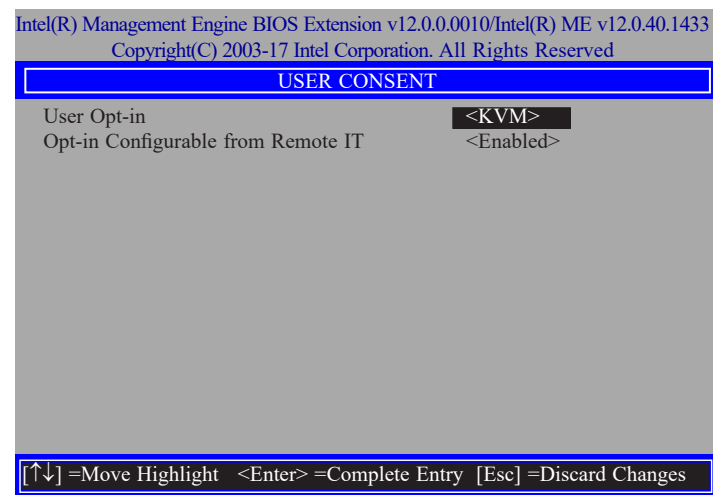 Intel(R) Management Engine BIOS Extension v12.0.0.0010/Intel(R) ME v12.0.40.1433
Copyright(C) 2003-17 Intel Corporation. All Rights Reserved
USER CONSENT
User Opt-in <KVM>
Opt-in Configurable from Remote IT <Enabled>
[↑↓] =Move Highlight <Enter> =Complete Entry [Esc] =Discard Changes